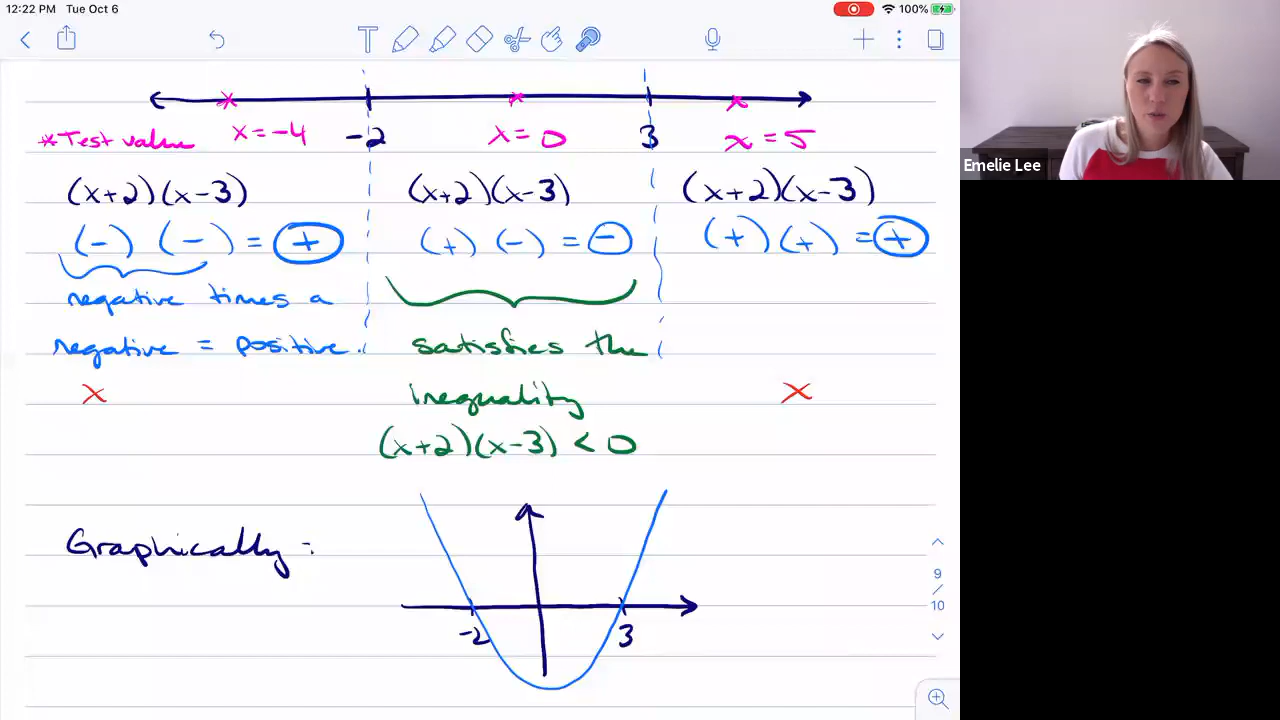 12:22 PM Tue Oct 6
100%
T
*Test value x=-4 -2 x=0 3 x=5
(x+2)(x-3) (x+2)(x-3) (x+2)(x-3)
(-) (-) = + (+) (-) = - (+) (+) = +
negative times a
negative = positive. satisfies the
x inequality x
(x+2)(x-3) < 0
Graphically:
-2 3
9
/
10
Emelie Lee